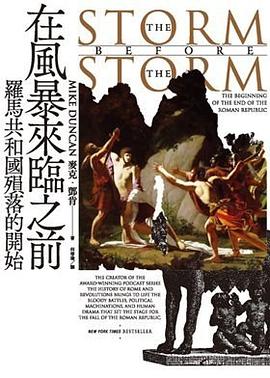 THE
STORM
BEFORE
THE
STORM
THE BEGINNING
OF THE END OF THE
ROMAN REPUBLIC
在風暴來臨之前
羅馬共和國殞落的開始
MIKE DUNCAN 麥克・鄧肯
著
THE CREATOR OF THE
AWARD-WINNING PODCAST SERIES
THE HISTORY OF ROME AND
REVOLUTIONS BRINGS TO LIFE THE
BLOODY BATTLES, POLITICAL
MACHINATIONS, AND HUMAN
DRAMA THAT SET THE STAGE FOR
THE FALL OF THE ROMAN REPUBLIC
NEW YORK TIMES BESTSELLER